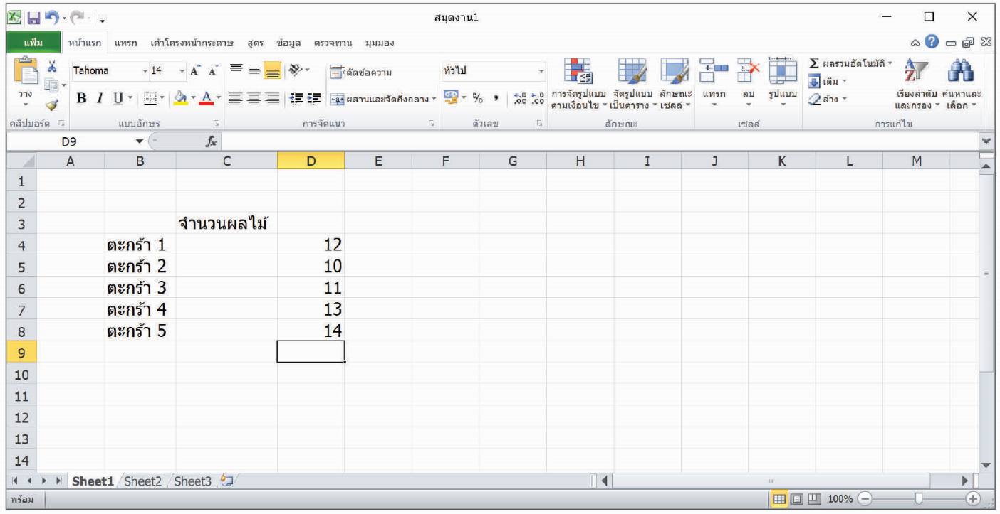 สมุดงาน1
แฟ้ม หน้าแรก แทรก เค้าโครงหน้ากระดาษ สูตร ข้อมูล ตรวจทาน มุมมอง
วาง
Tahoma 14
B I U A
ตัดข้อความ
ผสานและจัดกึ่งกลาง
ทั่วไป
%
การจัดรูปแบบ ตามเงื่อนไข
จัดรูปแบบ เป็นตาราง
ลักษณะ เซลล์
แทรก ลบ รูปแบบ
Σ ผลรวมอัตโนมัติ
เติม
ล้าง
เรียงลำดับ และกรอง
ค้นหาและ เลือก
คลิปบอร์ด แบบอักษร การจัดแนว ตัวเลข ลักษณะ เซลล์ การแก้ไข
D9 fx
A B C D E F G H I J K L M
1
2
3 จำนวนผลไม้
4 ตะกร้า 1 12
5 ตะกร้า 2 10
6 ตะกร้า 3 11
7 ตะกร้า 4 13
8 ตะกร้า 5 14
9
10
11
12
13
14
Sheet1 Sheet2 Sheet3
พร้อม 100%